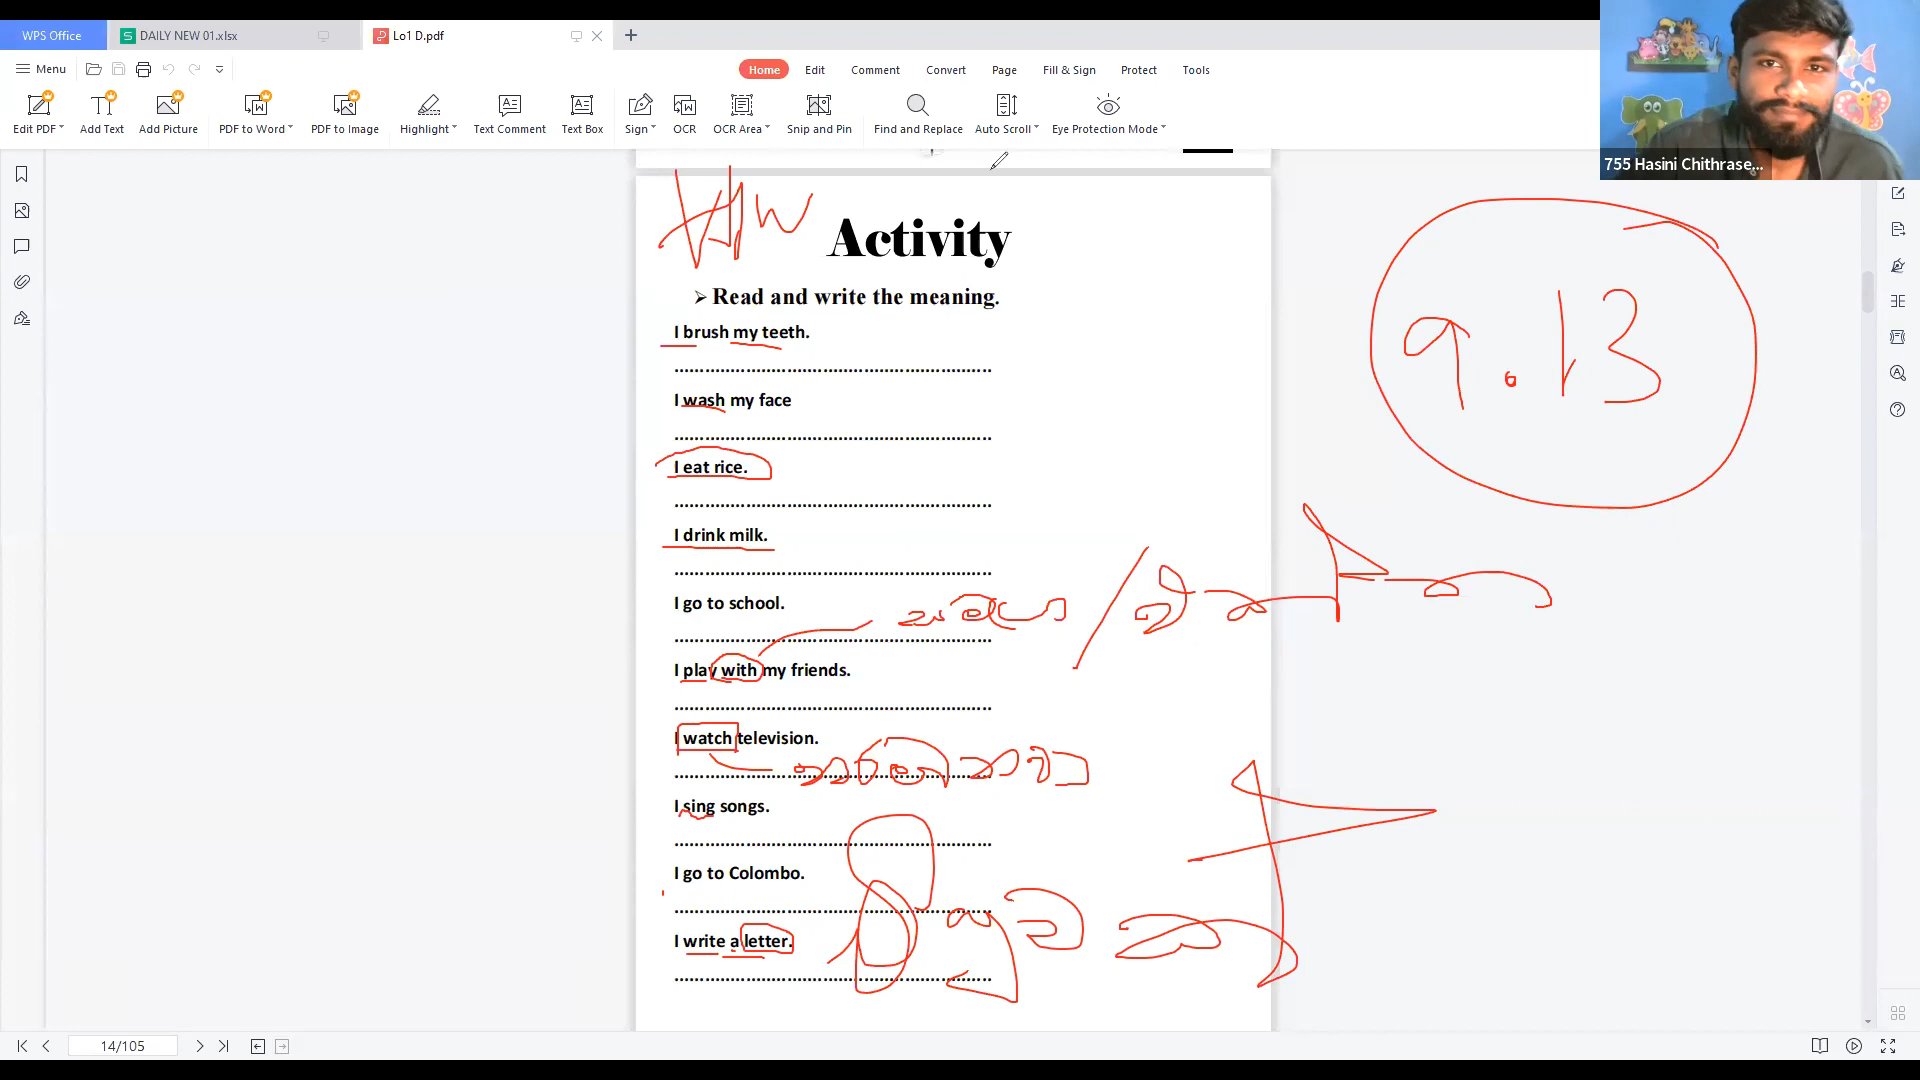 WPS Office
DAILY NEW 01.xlsx
Lo1 D.pdf
755 Hasini Chithrase...
Menu
Home
Edit
Comment
Convert
Page
Fill & Sign
Protect
Tools
Edit PDF
Add Text
Add Picture
PDF to Word
PDF to Image
Highlight
Text Comment
Text Box
Sign
OCR
OCR Area
Snip and Pin
Find and Replace
Auto Scroll
Eye Protection Mode
HW
Activity
Read and write the meaning.
9.13
I brush my teeth.
.....................................................
I wash my face
.....................................................
I eat rice.
.....................................................
I drink milk.
.....................................................
I go to school.
.....................................................
I play with my friends.
.....................................................
I watch television.
.....................................................
I sing songs.
.....................................................
I go to Colombo.
.....................................................
I write a letter.
.....................................................
14/105